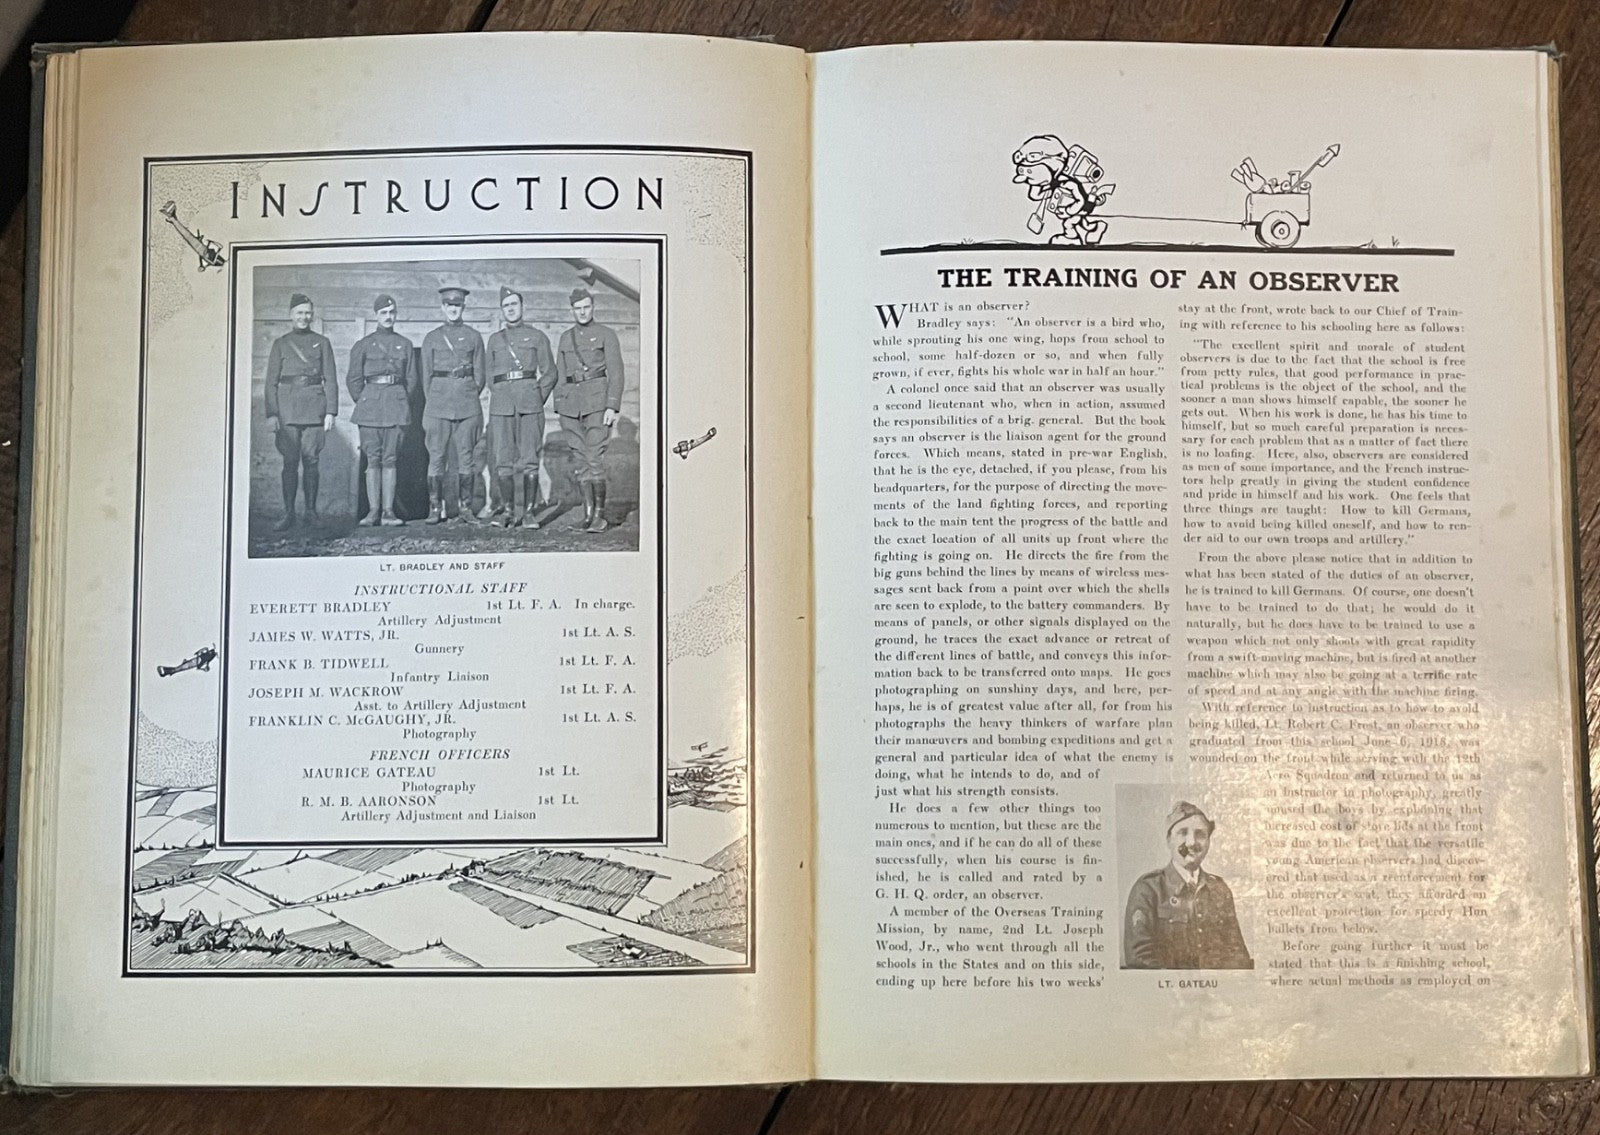 INSTRUCTION
LT. BRADLEY AND STAFF
INSTRUCTIONAL STAFF
EVERETT BRADLEY 1st Lt. F. A. In charge.
Artillery Adjustment
JAMES W. WATTS, JR. 1st Lt. A. S.
Gunnery
FRANK B. TIDWELL 1st Lt. F. A.
Infantry Liaison
JOSEPH M. WACKROW 1st Lt. F. A.
Asst. to Artillery Adjustment
FRANKLIN C. McGAUGHY, JR. 1st Lt. A. S.
Photography
FRENCH OFFICERS
MAURICE GATEAU 1st Lt.
Photography
R. M. B. AARONSON 1st Lt.
Artillery Adjustment and Liaison
THE TRAINING OF AN OBSERVER
WHAT is an observer?
Bradley says: "An observer is a bird who,
while sprouting his one wing, hops from school to
school, some half-dozen or so, and when fully
grown, if ever, fights his whole war in half an hour."
A colonel once said that an observer was usually
a second lieutenant who, when in action, assumed
the responsibilities of a brig. general. But the book
says an observer is the liaison agent for the ground
forces. Which means, stated in pre-war English,
that he is the eye, detached, if you please, from his
headquarters, for the purpose of directing the move-
ments of the land fighting forces, and reporting
back to the main tent the progress of the battle and
the exact location of all units up front where the
fighting is going on. He directs the fire from the
big guns behind the lines by means of wireless mes-
sages sent back from a point over which the shells
are seen to explode, to the battery commanders. By
means of panels, or other signals displayed on the
ground, he traces the exact advance or retreat of
the different lines of battle, and conveys this infor-
mation back to be transferred onto maps. He goes
photographing on sunshiny days, and here, per-
haps, he is of greatest value after all, for from his
photographs the heavy thinkers of warfare plan
their manœuvers and bombing expeditions and get a
general and particular idea of what the enemy is
doing, what he intends to do, and of
just what his strength consists.
He does a few other things too
numerous to mention, but these are the
main ones, and if he can do all of these
successfully, when his course is fin-
ished, he is called and rated by a
G. H. Q. order, an observer.
A member of the Overseas Training
Mission, by name, 2nd Lt. Joseph
Wood, Jr., who went through all the
schools in the States and on this side,
ending up here before his two weeks'
stay at the front, wrote back to our Chief of Train-
ing with reference to his schooling here as follows:
"The excellent spirit and morale of student
observers is due to the fact that the school is free
from petty rules, that good performance in prac-
tical problems is the object of the school, and the
sooner a man shows himself capable, the sooner he
gets out. When his work is done, he has his time to
himself, but so much careful preparation is neces-
sary for each problem that as a matter of fact there
is no loafing. Here, also, observers are considered
as men of some importance, and the French instruc-
tors help greatly in giving the student confidence
and pride in himself and his work. One feels that
three things are taught: How to kill Germans,
how to avoid being killed oneself, and how to ren-
der aid to our own troops and artillery."
From the above please notice that in addition to
what has been stated of the duties of an observer,
he is trained to kill Germans. Of course, one doesn't
have to be trained to do that; he would do it
naturally, but he does have to be trained to use a
weapon which not only shoots with great rapidity
from a swift-moving machine, but is fired at another
machine which may also be going at a terrific rate
of speed and at any angle with the machine firing.
With reference to instruction as to how to avoid
being killed, Lt. Robert C. Frost, an observer who
graduated from this school June 6, 1918, was
wounded on the front while serving with the 12th
Aero Squadron and returned to us as
an instructor in photography, greatly
amused the boys by explaining that
increased cost of stove lids at the front
was due to the fact that the versatile
young American observers had discov-
ered that used as a reenforcement for
the observer's seat, they afforded an
excellent protection for speedy Hun
bullets from below.
Before going further it must be
stated that this is a finishing school,
where actual methods as employed on
LT. GATEAU